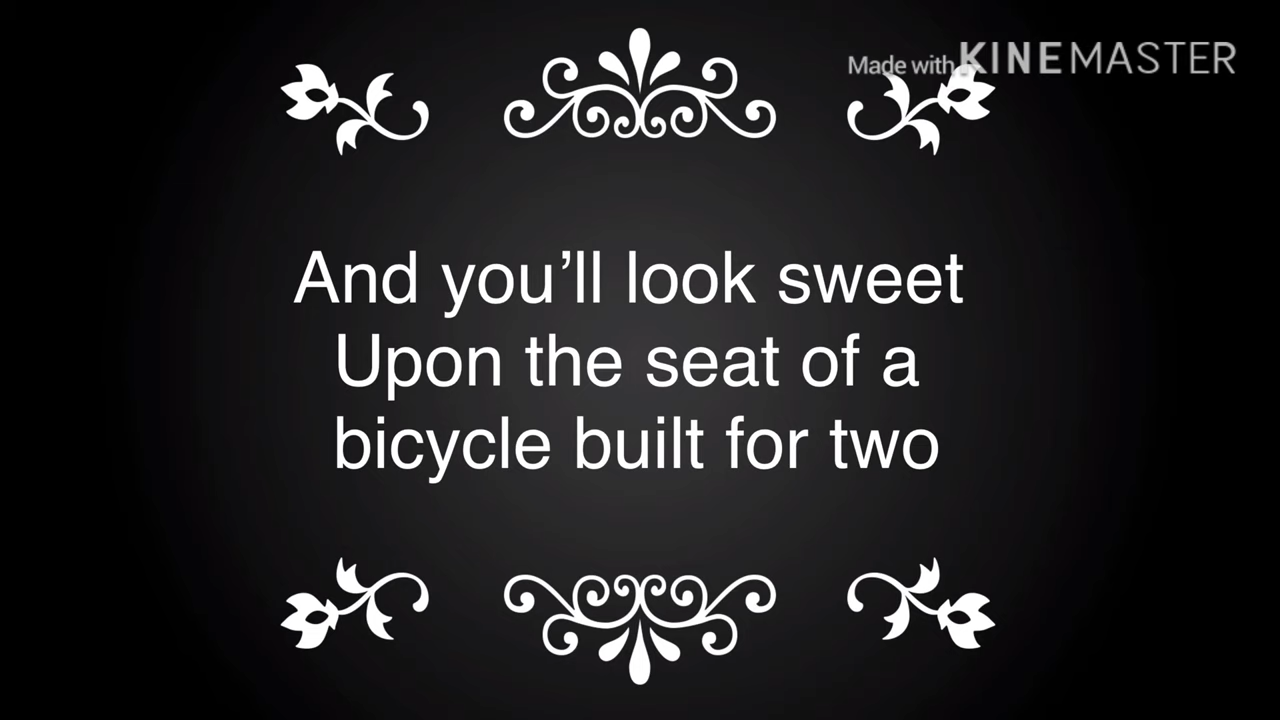 Made with KINEMASTER
And you’ll look sweet
Upon the seat of a
bicycle built for two